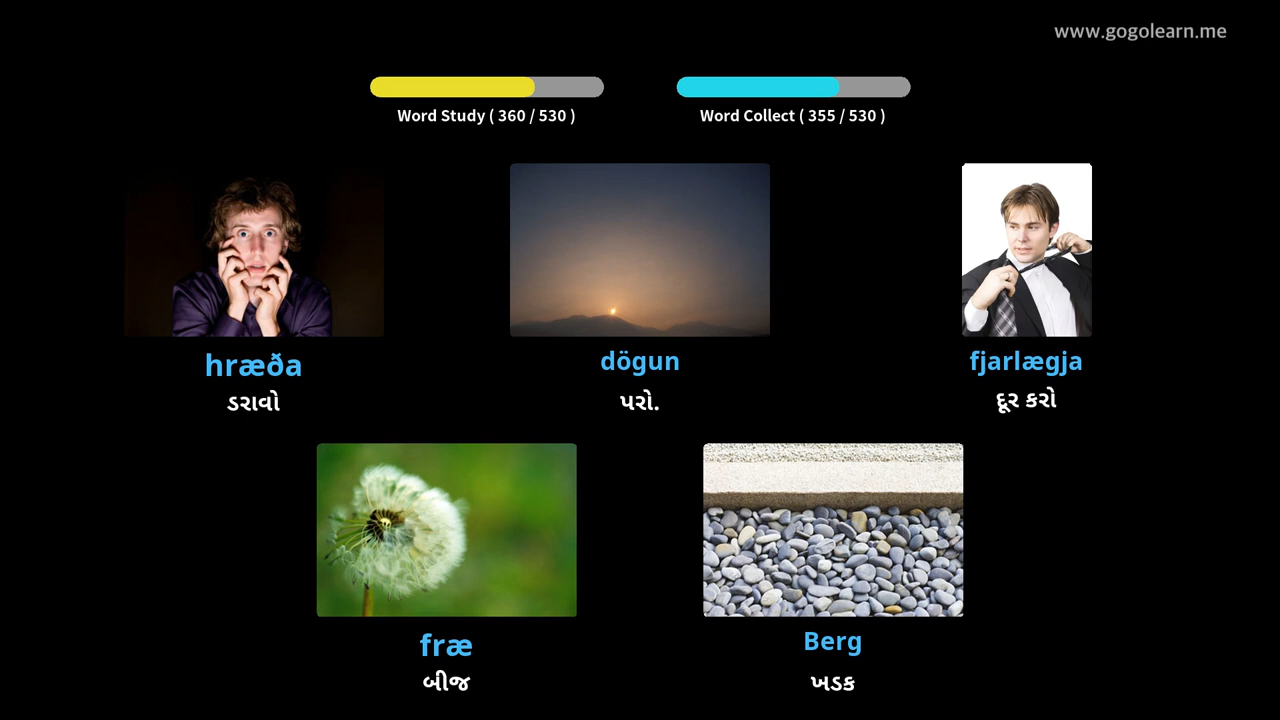 www.gogolearn.me
Word Study ( 360 / 530 )
Word Collect ( 355 / 530 )
hræða
ડરાવો
dögun
પરો.
fjarlægja
દૂર કરો
fræ
બીજ
Berg
ખડક